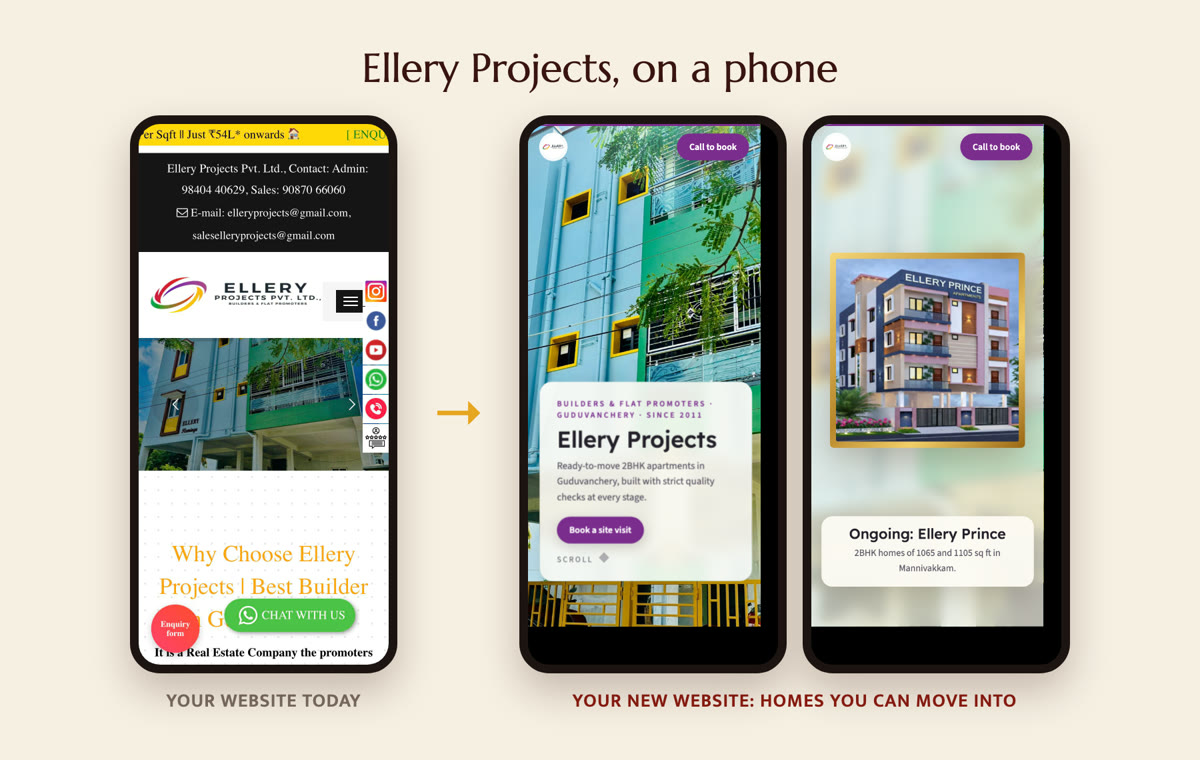 Ellery Projects, on a phone
er Sqft || Just ₹54L* onwards
[ ENQU
Ellery Projects Pvt. Ltd., Contact: Admin:
98404 40629, Sales: 90870 66060
E-mail: elleryprojects@gmail.com,
saleselleryprojects@gmail.com
ELLERY
PROJECTS PVT. LTD.,
BUILDERS & FLAT PROMOTERS
ELLERY
Why Choose Ellery
Projects | Best Builder
G
CHAT WITH US
Enquiry
form
It is a Real Estate Company the promoters
YOUR WEBSITE TODAY
Call to book
BUILDERS & FLAT PROMOTERS ·
GUDUVANCHERY · SINCE 2011
Ellery Projects
Ready-to-move 2BHK apartments in
Guduvanchery, built with strict quality
checks at every stage.
Book a site visit
SCROLL
Call to book
ELLERY PRINCE
APARTMENTS
Ongoing: Ellery Prince
2BHK homes of 1065 and 1105 sq ft in
Mannivakkam.
YOUR NEW WEBSITE: HOMES YOU CAN MOVE INTO